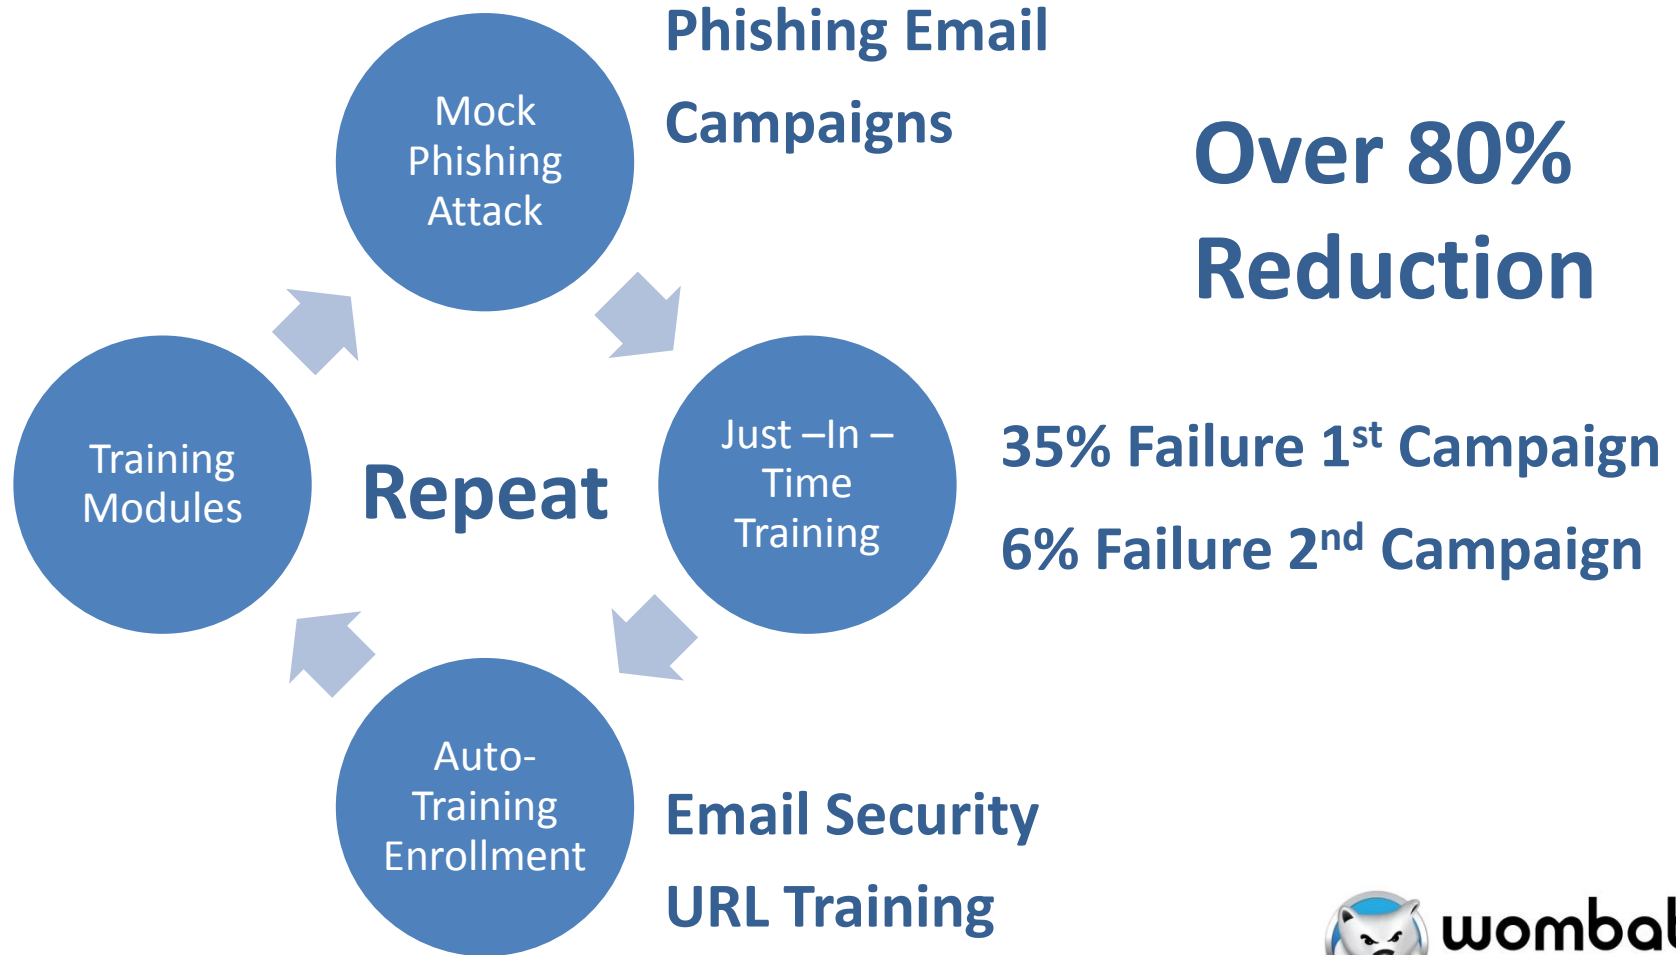 Phishing Email
Campaigns
Mock
Phishing
Attack
Over 80%
Reduction
Just –In –
Time
Training
35% Failure 1st Campaign
6% Failure 2nd Campaign
Training
Modules
Repeat
Auto-
Training
Enrollment
Email Security
URL Training
wombat